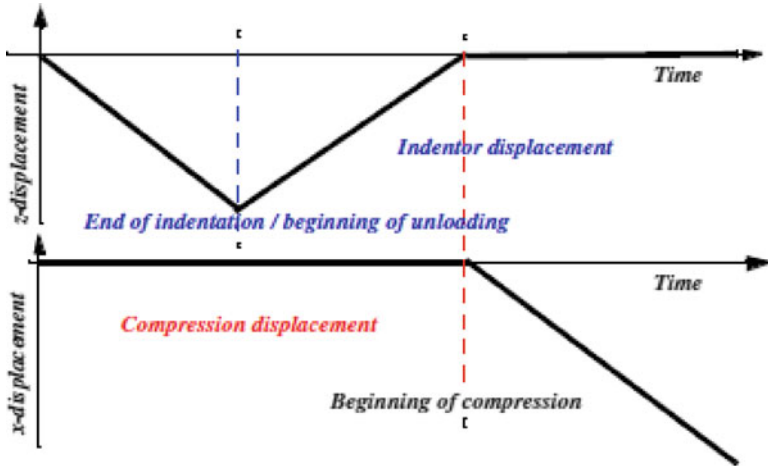 z-displacement
Time
Indentor displacement
End of indentation / beginning of unloading
x-displacement
Time
Compression displacement
Beginning of compression